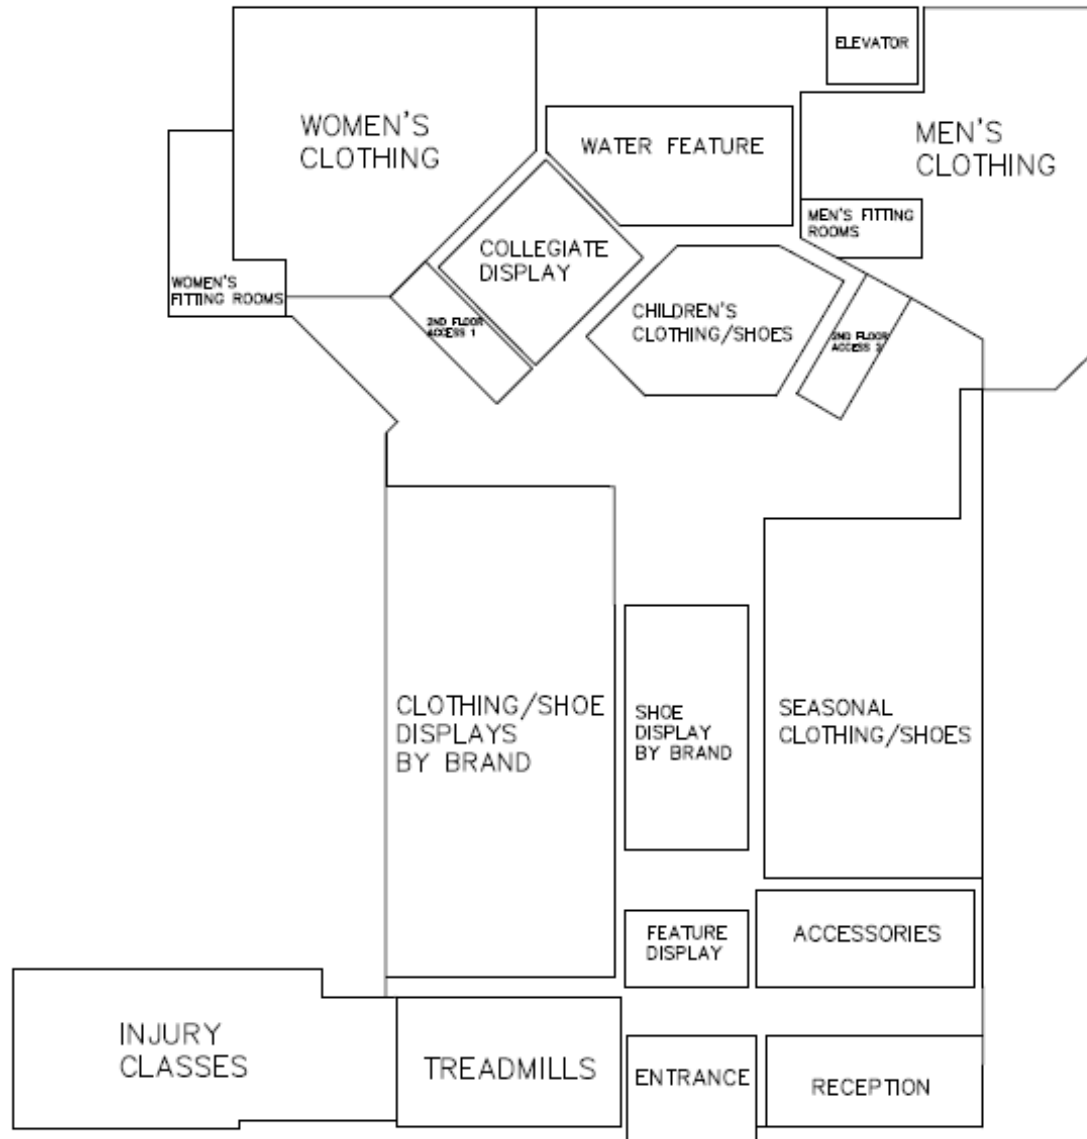 ELEVATOR
WOMEN'S
CLOTHING
WATER FEATURE
MEN'S
CLOTHING
MEN'S FITTING
ROOMS
COLLEGIATE
DISPLAY
WOMEN'S
FITTING ROOMS
2ND FLOOR
ACCESS 1
CHILDREN'S
CLOTHING/SHOES
2ND FLOOR
ACCESS 2
CLOTHING/SHOE
DISPLAYS
BY BRAND
SHOE
DISPLAY
BY BRAND
SEASONAL
CLOTHING/SHOES
FEATURE
DISPLAY
ACCESSORIES
INJURY
CLASSES
TREADMILLS
ENTRANCE
RECEPTION